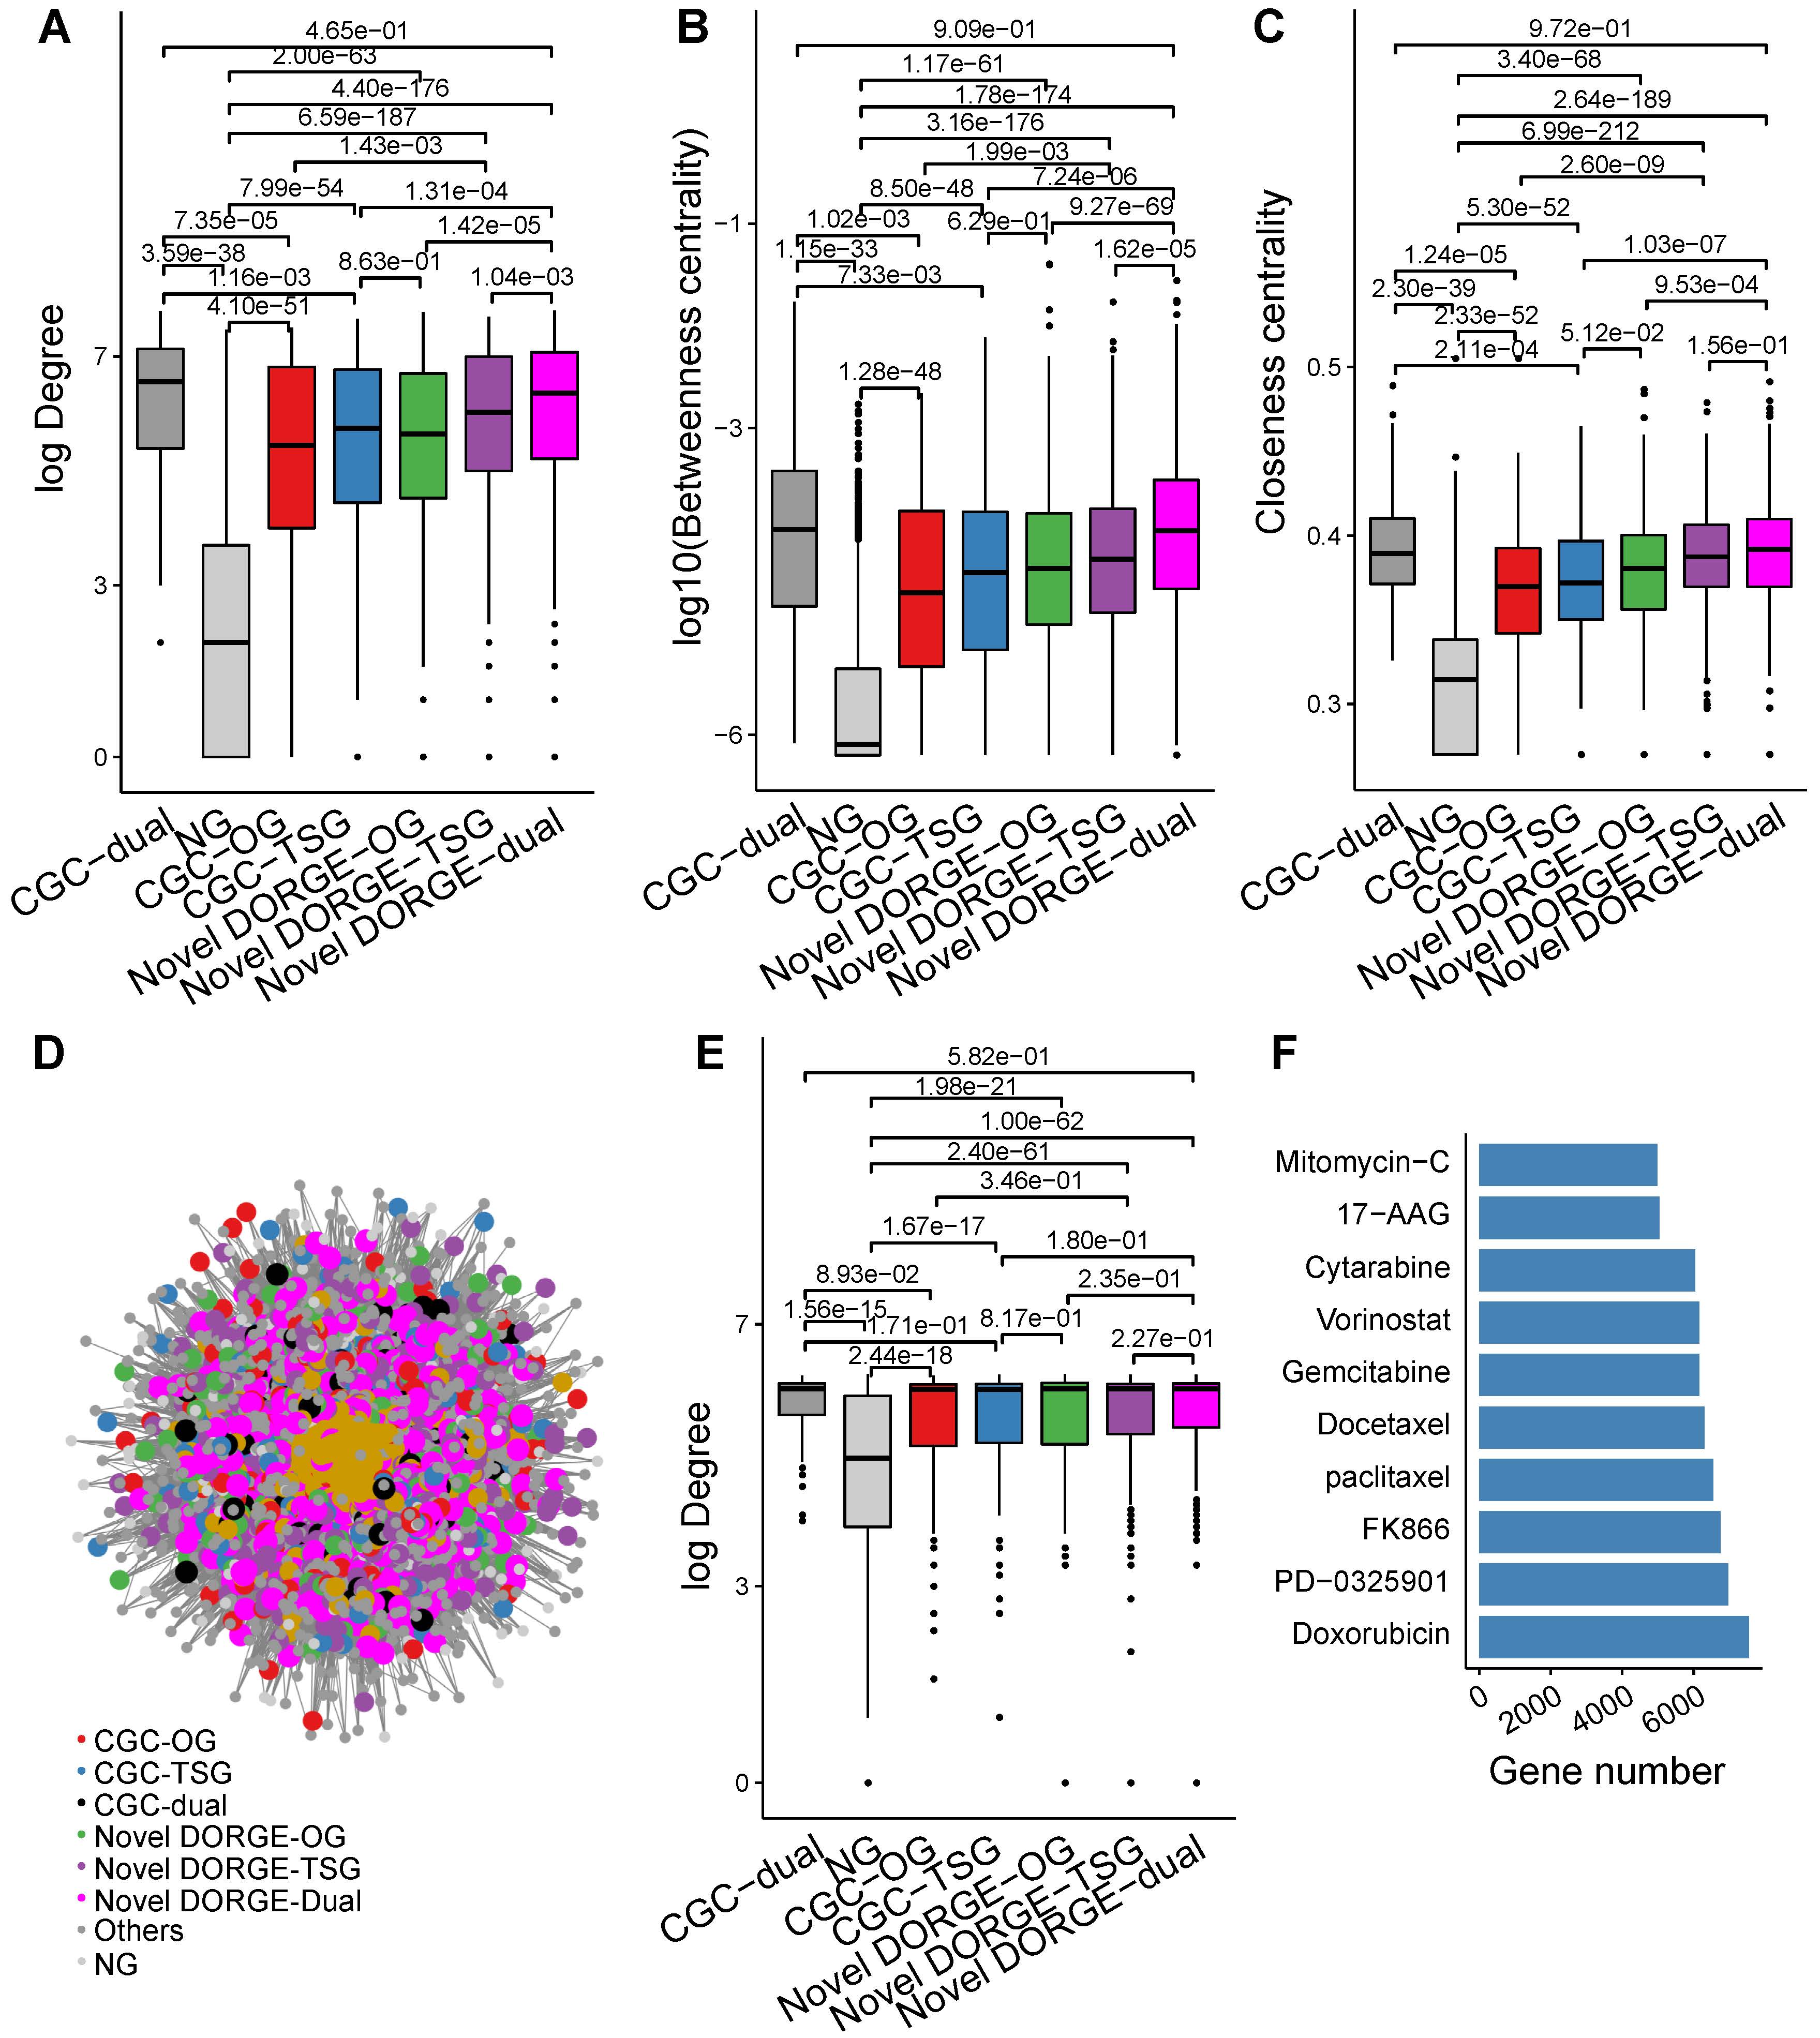 A
4.65e−01
2.00e−63
4.40e−176
6.59e−187
1.43e−03
7.99e−54
1.31e−04
7.35e−05
1.42e−05
3.59e−38
8.63e−01
1.16e−03
1.04e−03
4.10e−51
log Degree
7
3
0
CGC−dual
NG
CGC−OG
CGC−TSG
Novel DORGE−OG
Novel DORGE−TSG
Novel DORGE−dual
B
9.09e−01
1.17e−61
1.78e−174
3.16e−176
1.99e−03
7.24e−06
8.50e−48
1.02e−03
6.29e−01
9.27e−69
1.15e−33
1.62e−05
7.33e−03
1.28e−48
log10(Betweenness centrality)
−1
−3
−6
CGC−dual
NG
CGC−OG
CGC−TSG
Novel DORGE−OG
Novel DORGE−TSG
Novel DORGE−dual
C
9.72e−01
3.40e−68
2.64e−189
6.99e−212
2.60e−09
5.30e−52
1.24e−05
1.03e−07
2.30e−39
9.53e−04
2.33e−52
5.12e−02
2.11e−04
1.56e−01
Closeness centrality
0.5
0.4
0.3
CGC−dual
NG
CGC−OG
CGC−TSG
Novel DORGE−OG
Novel DORGE−TSG
Novel DORGE−dual
D
CGC-OG
CGC-TSG
CGC-dual
Novel DORGE-OG
Novel DORGE-TSG
Novel DORGE-Dual
Others
NG
E
5.82e−01
1.98e−21
1.00e−62
2.40e−61
3.46e−01
1.67e−17
1.80e−01
8.93e−02
2.35e−01
1.56e−15
1.71e−01
8.17e−01
2.27e−01
2.44e−18
log Degree
7
3
0
CGC−dual
NG
CGC−OG
CGC−TSG
Novel DORGE−OG
Novel DORGE−TSG
Novel DORGE−dual
F
Mitomycin−C
17−AAG
Cytarabine
Vorinostat
Gemcitabine
Docetaxel
paclitaxel
FK866
PD−0325901
Doxorubicin
0
2000
4000
6000
Gene number